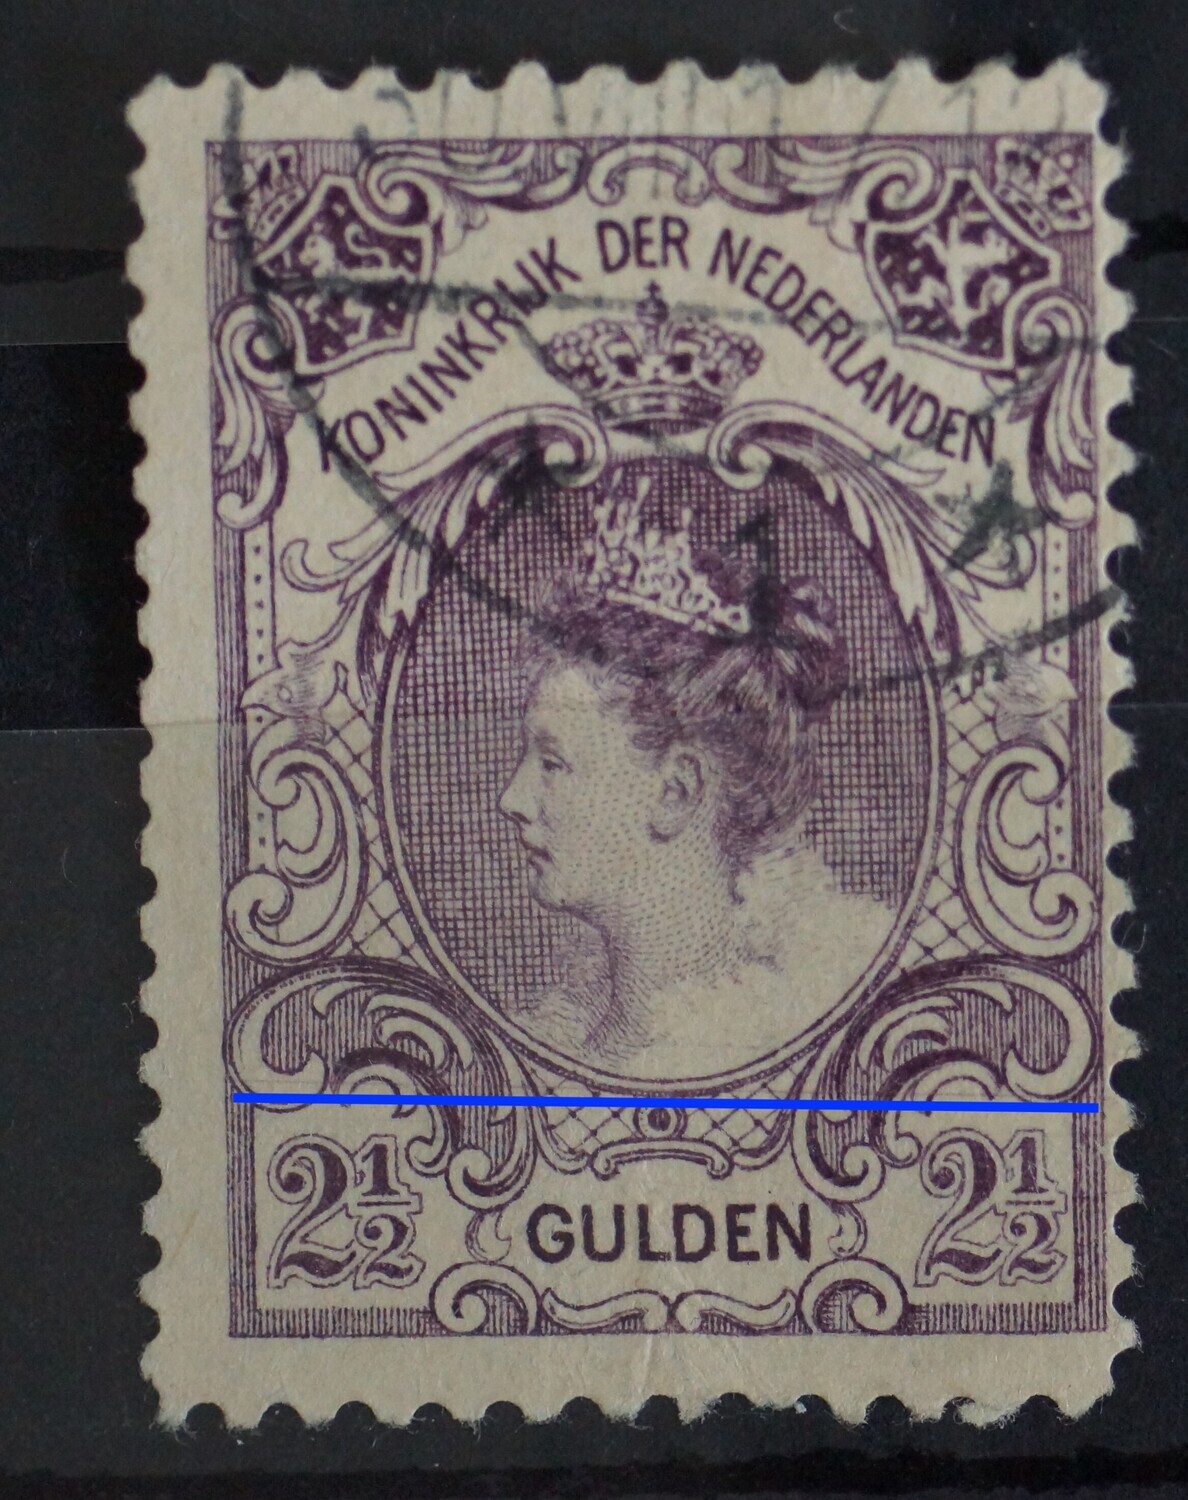 KONINKRIJK DER NEDERLANDEN
2½ GULDEN 2½